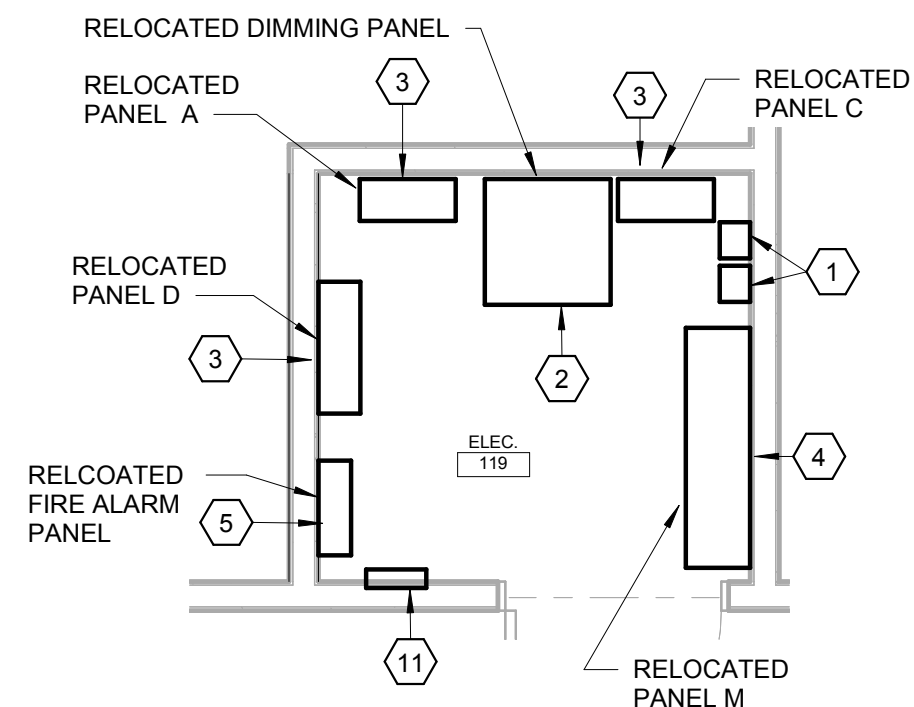 RELOCATED DIMMING PANEL
RELOCATED
PANEL A
3
3
RELOCATED
PANEL C
RELOCATED
PANEL D
1
3
2
ELEC.
119
4
RELCOATED
FIRE ALARM
PANEL
5
11
RELOCATED
PANEL M